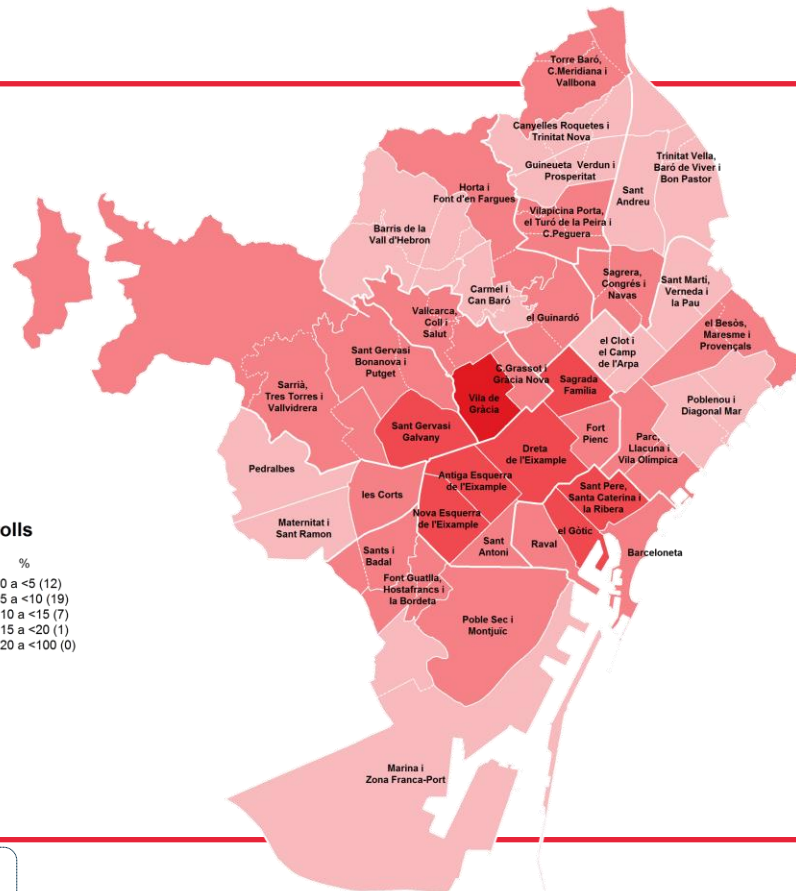 Torre Baró,
C.Meridiana i
Vallbona
Canyelles Roquetes i
Trinitat Nova
Guineueta Verdun i
Prosperitat
Trinitat Vella,
Baró de Viver i
Bon Pastor
Sant
Andreu
Horta i
Font d'en Fargues
Vilapicina Porta,
el Turó de la Peira i
C.Peguera
Barris de la
Vall d'Hebron
Carmel i
Can Baró
Sagrera,
Congrés i
Navas
Sant Martí,
Verneda i
la Pau
Vallcarca,
Coll i
Salut
el Guinardó
el Besòs,
Maresme i
Provençals
el Clot i
el Camp
de l'Arpa
Sant Gervasi
Bonanova i
Putget
C.Grassot i
Gràcia Nova
Sagrada
Família
Sarrià,
Tres Torres i
Vallvidrera
Vila de
Gràcia
Poblenou i
Diagonal Mar
Sant Gervasi
Galvany
Fort
Pienc
Parc,
Llacuna i
Vila Olímpica
Dreta
de l'Eixample
Pedralbes
Antiga Esquerra
de l'Eixample
les Corts
Sant Pere,
Santa Caterina i
la Ribera
Nova Esquerra
de l'Eixample
Maternitat i
Sant Ramon
el Gòtic
Sant
Antoni
Raval
Barceloneta
Sants i
Badal
Font Guatlla,
Hostafrancs i
la Bordeta
Poble Sec i
Montjuïc
Marina i
Zona Franca-Port
olls
%
0 a <5 (12)
5 a <10 (19)
10 a <15 (7)
15 a <20 (1)
20 a <100 (0)